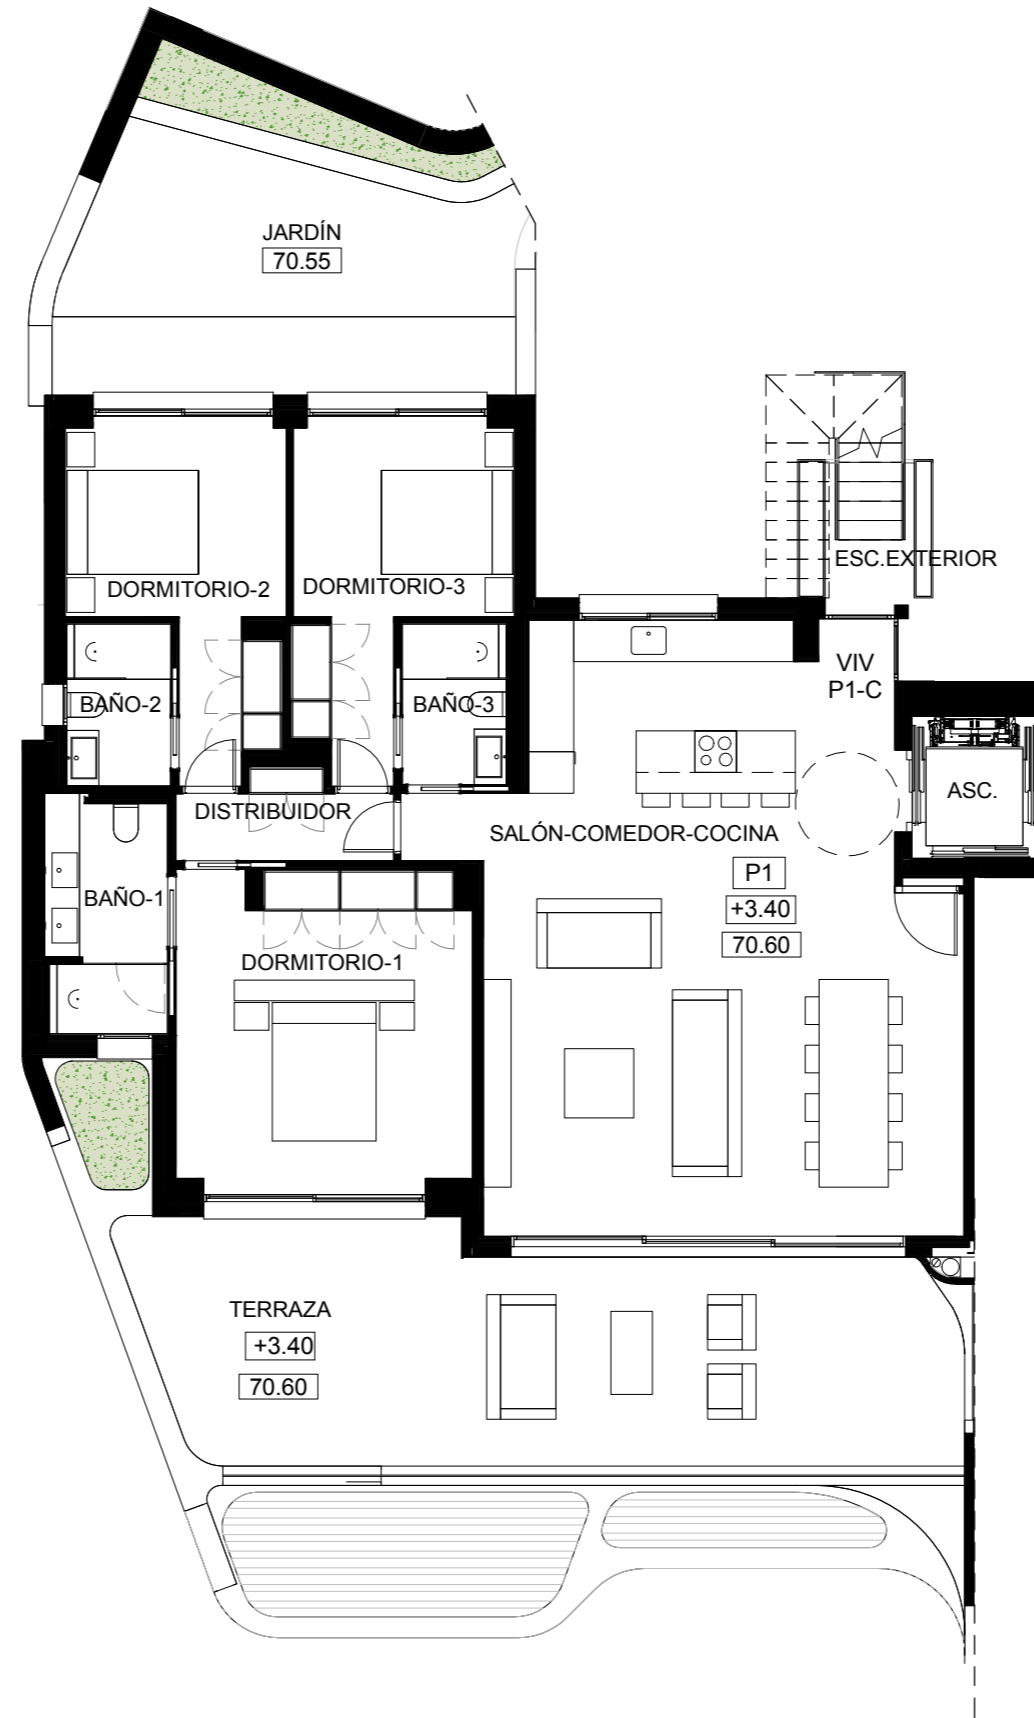 JARDÍN
70.55
ESC.EXTERIOR
DORMITORIO-2
DORMITORIO-3
VIV
P1-C
BAÑO-2
BAÑO-3
ASC.
DISTRIBUIDOR
SALÓN-COMEDOR-COCINA
P1
+3.40
70.60
BAÑO-1
DORMITORIO-1
TERRAZA
+3.40
70.60